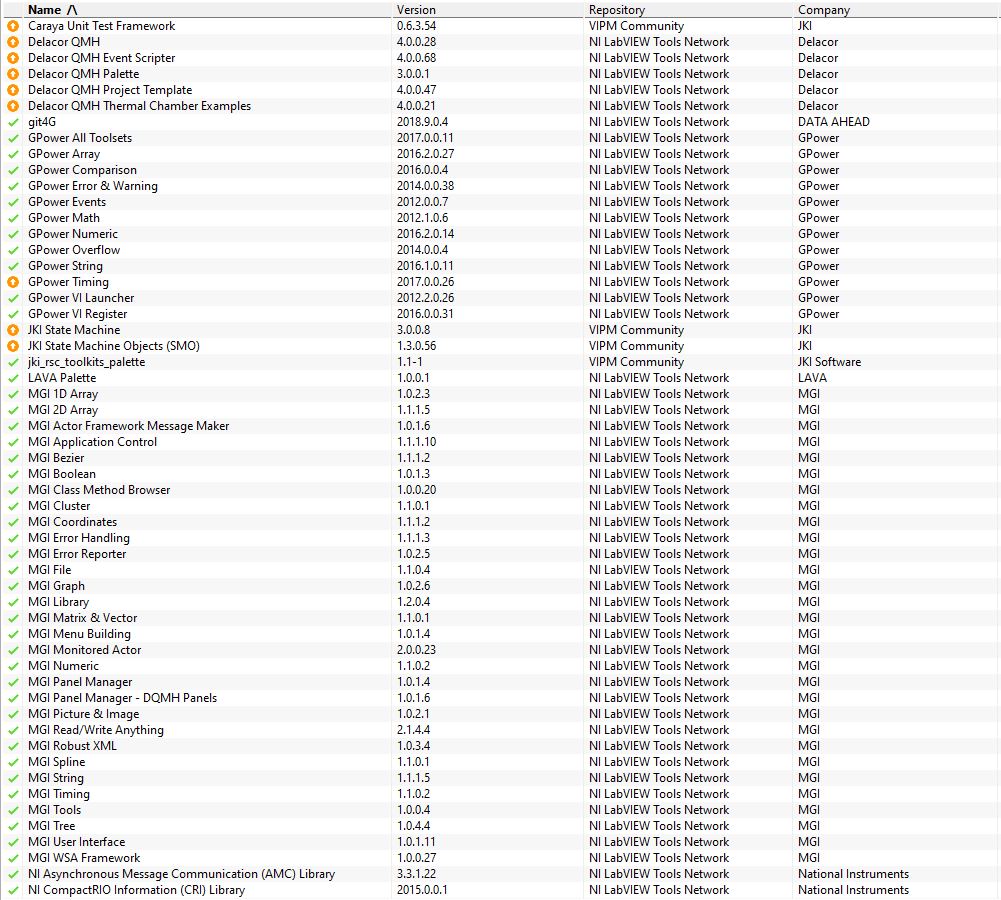 Name /\ Version Repository Company
Caraya Unit Test Framework 0.6.3.54 VIPM Community JKI
Delacor QMH 4.0.0.28 NI LabVIEW Tools Network Delacor
Delacor QMH Event Scripter 4.0.0.68 NI LabVIEW Tools Network Delacor
Delacor QMH Palette 3.0.0.1 NI LabVIEW Tools Network Delacor
Delacor QMH Project Template 4.0.0.47 NI LabVIEW Tools Network Delacor
Delacor QMH Thermal Chamber Examples 4.0.0.21 NI LabVIEW Tools Network Delacor
git4G 2018.9.0.4 NI LabVIEW Tools Network DATA AHEAD
GPower All Toolsets 2017.0.0.11 NI LabVIEW Tools Network GPower
GPower Array 2016.2.0.27 NI LabVIEW Tools Network GPower
GPower Comparison 2016.0.0.4 NI LabVIEW Tools Network GPower
GPower Error & Warning 2014.0.0.38 NI LabVIEW Tools Network GPower
GPower Events 2012.0.0.7 NI LabVIEW Tools Network GPower
GPower Math 2012.1.0.6 NI LabVIEW Tools Network GPower
GPower Numeric 2016.2.0.14 NI LabVIEW Tools Network GPower
GPower Overflow 2014.0.0.4 NI LabVIEW Tools Network GPower
GPower String 2016.1.0.11 NI LabVIEW Tools Network GPower
GPower Timing 2017.0.0.26 NI LabVIEW Tools Network GPower
GPower VI Launcher 2012.2.0.26 NI LabVIEW Tools Network GPower
GPower VI Register 2016.0.0.31 NI LabVIEW Tools Network GPower
JKI State Machine 3.0.0.8 VIPM Community JKI
JKI State Machine Objects (SMO) 1.3.0.56 VIPM Community JKI
jki_rsc_toolkits_palette 1.1-1 VIPM Community JKI Software
LAVA Palette 1.0.0.1 NI LabVIEW Tools Network LAVA
MGI 1D Array 1.0.2.3 NI LabVIEW Tools Network MGI
MGI 2D Array 1.1.1.5 NI LabVIEW Tools Network MGI
MGI Actor Framework Message Maker 1.0.1.6 NI LabVIEW Tools Network MGI
MGI Application Control 1.1.1.10 NI LabVIEW Tools Network MGI
MGI Bezier 1.1.1.2 NI LabVIEW Tools Network MGI
MGI Boolean 1.0.1.3 NI LabVIEW Tools Network MGI
MGI Class Method Browser 1.0.0.20 NI LabVIEW Tools Network MGI
MGI Cluster 1.1.0.1 NI LabVIEW Tools Network MGI
MGI Coordinates 1.1.1.2 NI LabVIEW Tools Network MGI
MGI Error Handling 1.1.1.3 NI LabVIEW Tools Network MGI
MGI Error Reporter 1.0.2.5 NI LabVIEW Tools Network MGI
MGI File 1.1.0.4 NI LabVIEW Tools Network MGI
MGI Graph 1.0.2.6 NI LabVIEW Tools Network MGI
MGI Library 1.2.0.4 NI LabVIEW Tools Network MGI
MGI Matrix & Vector 1.1.0.1 NI LabVIEW Tools Network MGI
MGI Menu Building 1.0.1.4 NI LabVIEW Tools Network MGI
MGI Monitored Actor 2.0.0.23 NI LabVIEW Tools Network MGI
MGI Numeric 1.1.0.2 NI LabVIEW Tools Network MGI
MGI Panel Manager 1.0.1.4 NI LabVIEW Tools Network MGI
MGI Panel Manager - DQMH Panels 1.0.1.6 NI LabVIEW Tools Network MGI
MGI Picture & Image 1.0.2.1 NI LabVIEW Tools Network MGI
MGI Read/Write Anything 2.1.4.4 NI LabVIEW Tools Network MGI
MGI Robust XML 1.0.3.4 NI LabVIEW Tools Network MGI
MGI Spline 1.1.0.1 NI LabVIEW Tools Network MGI
MGI String 1.1.1.5 NI LabVIEW Tools Network MGI
MGI Timing 1.1.0.2 NI LabVIEW Tools Network MGI
MGI Tools 1.0.0.4 NI LabVIEW Tools Network MGI
MGI Tree 1.0.4.4 NI LabVIEW Tools Network MGI
MGI User Interface 1.0.1.11 NI LabVIEW Tools Network MGI
MGI WSA Framework 1.0.0.27 NI LabVIEW Tools Network MGI
NI Asynchronous Message Communication (AMC) Library 3.3.1.22 NI LabVIEW Tools Network National Instruments
NI CompactRIO Information (CRI) Library 2015.0.0.1 NI LabVIEW Tools Network National Instruments